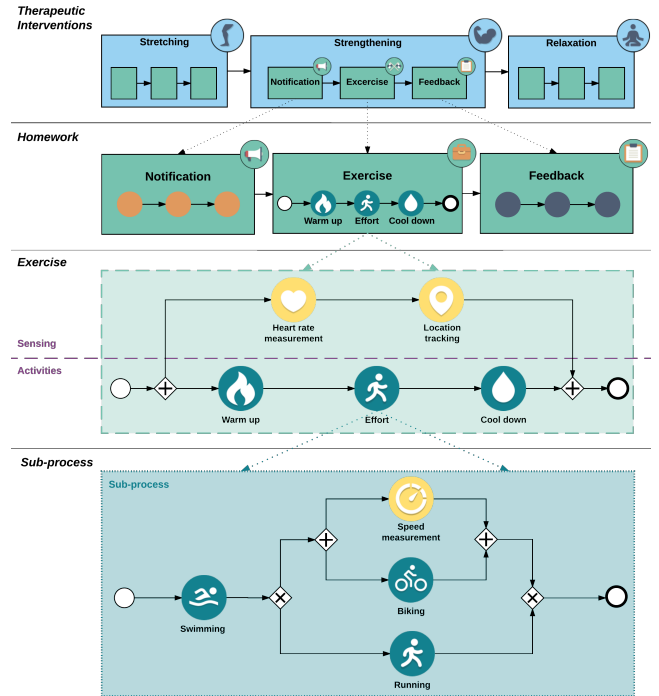 Therapeutic
Interventions
Stretching
Strengthening
Relaxation
Notification
Excercise
Feedback
Homework
Notification
Exercise
Feedback
Warm up
Effort
Cool down
Exercise
Heart rate
measurement
Location
tracking
Sensing
Activities
Warm up
Effort
Cool down
Sub-process
Sub-process
Speed
measurement
Swimming
Biking
Running